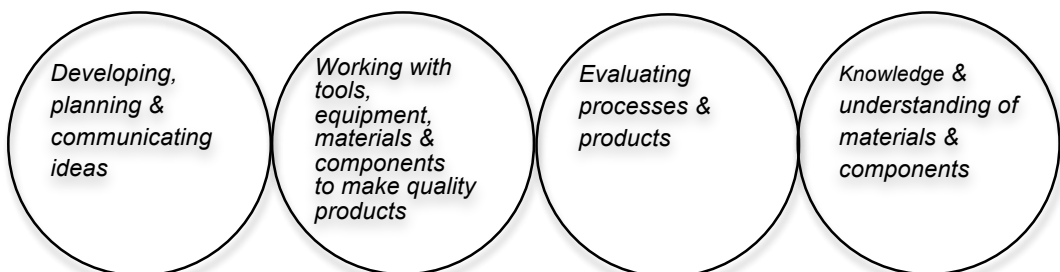 Developing,
planning &
communicating
ideas
Working with
tools,
equipment,
materials &
components
to make quality
products
Evaluating
processes &
products
Knowledge &
understanding of
materials &
components